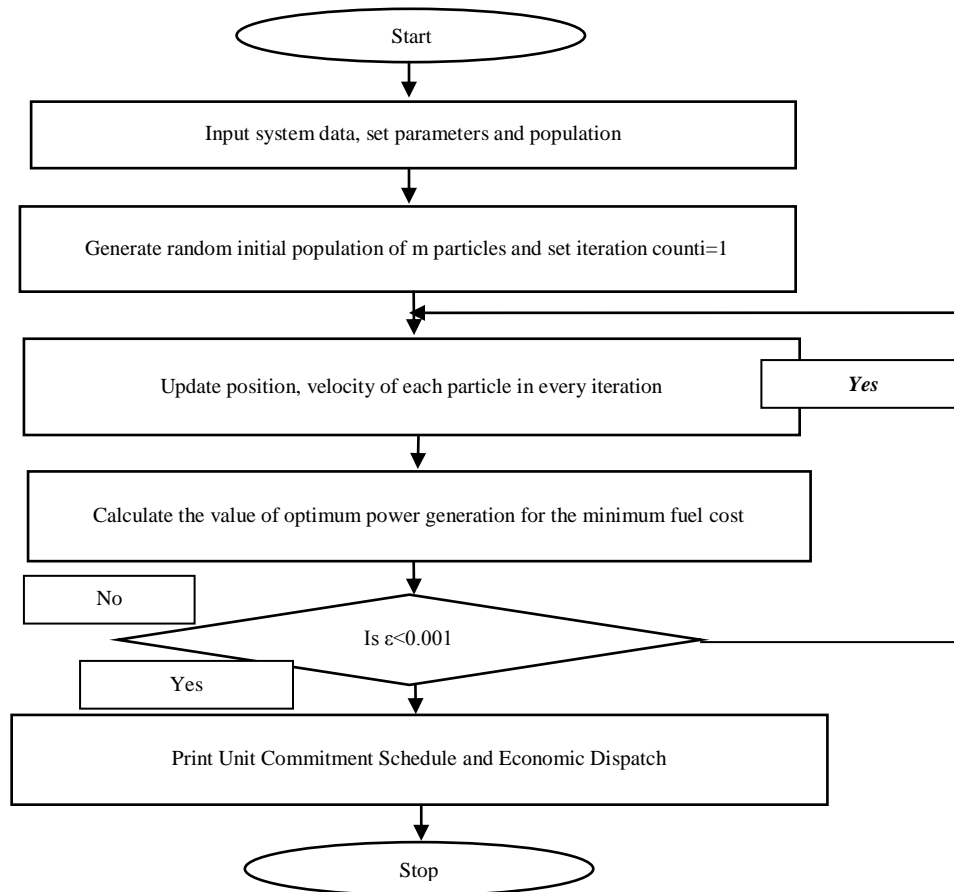 Start
Input system data, set parameters and population
Generate random initial population of m particles and set iteration counti=1
Update position, velocity of each particle in every iteration
Yes
Calculate the value of optimum power generation for the minimum fuel cost
No
Is ε<0.001
Yes
Print Unit Commitment Schedule and Economic Dispatch
Stop